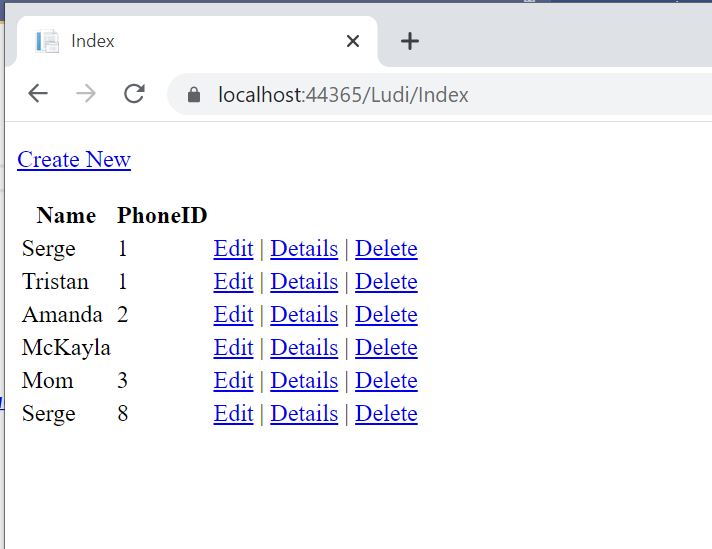 Index
localhost:44365/Ludi/Index
Create New
Name PhoneID
Serge 1 Edit | Details | Delete
Tristan 1 Edit | Details | Delete
Amanda 2 Edit | Details | Delete
McKayla Edit | Details | Delete
Mom 3 Edit | Details | Delete
Serge 8 Edit | Details | Delete